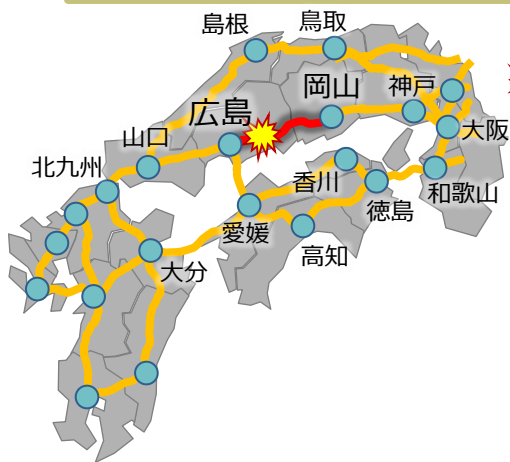 島根
鳥取
岡山
神戸
広島
山口
大阪
北九州
香川
和歌山
徳島
愛媛
高知
大分